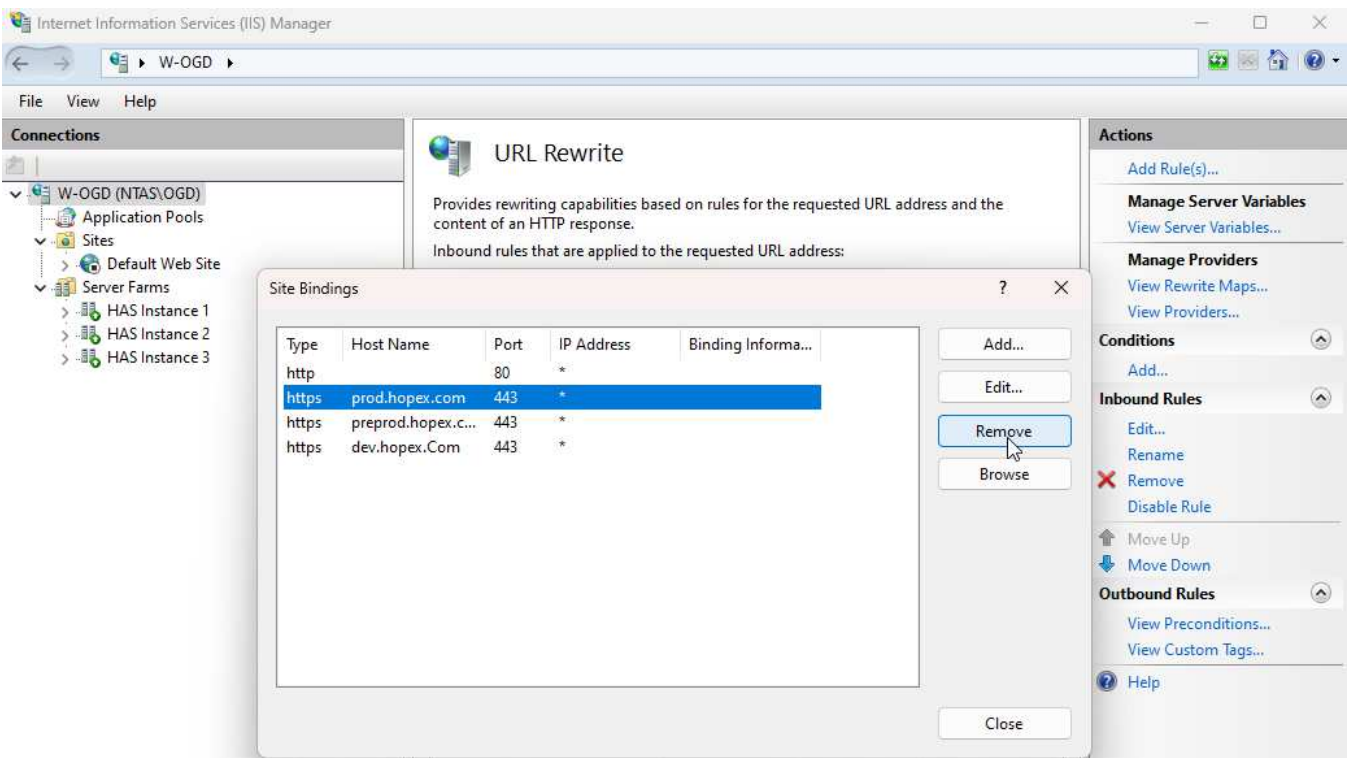 Internet Information Services (IIS) Manager
W-OGD
File View Help
Connections
W-OGD (NTAS\OGD)
Application Pools
Sites
Default Web Site
Server Farms
HAS Instance 1
HAS Instance 2
HAS Instance 3
URL Rewrite
Provides rewriting capabilities based on rules for the requested URL address and the
content of an HTTP response.
Inbound rules that are applied to the requested URL address:
Site Bindings
Type Host Name Port IP Address Binding Informa...
http 80 *
https prod.hopex.com 443 *
https preprod.hopex.c... 443 *
https dev.hopex.Com 443 *
Add...
Edit...
Remove
Browse
Close
Actions
Add Rule(s)...
Manage Server Variables
View Server Variables...
Manage Providers
View Rewrite Maps...
View Providers...
Conditions
Add...
Inbound Rules
Edit...
Rename
Remove
Disable Rule
Move Up
Move Down
Outbound Rules
View Preconditions...
View Custom Tags...
Help